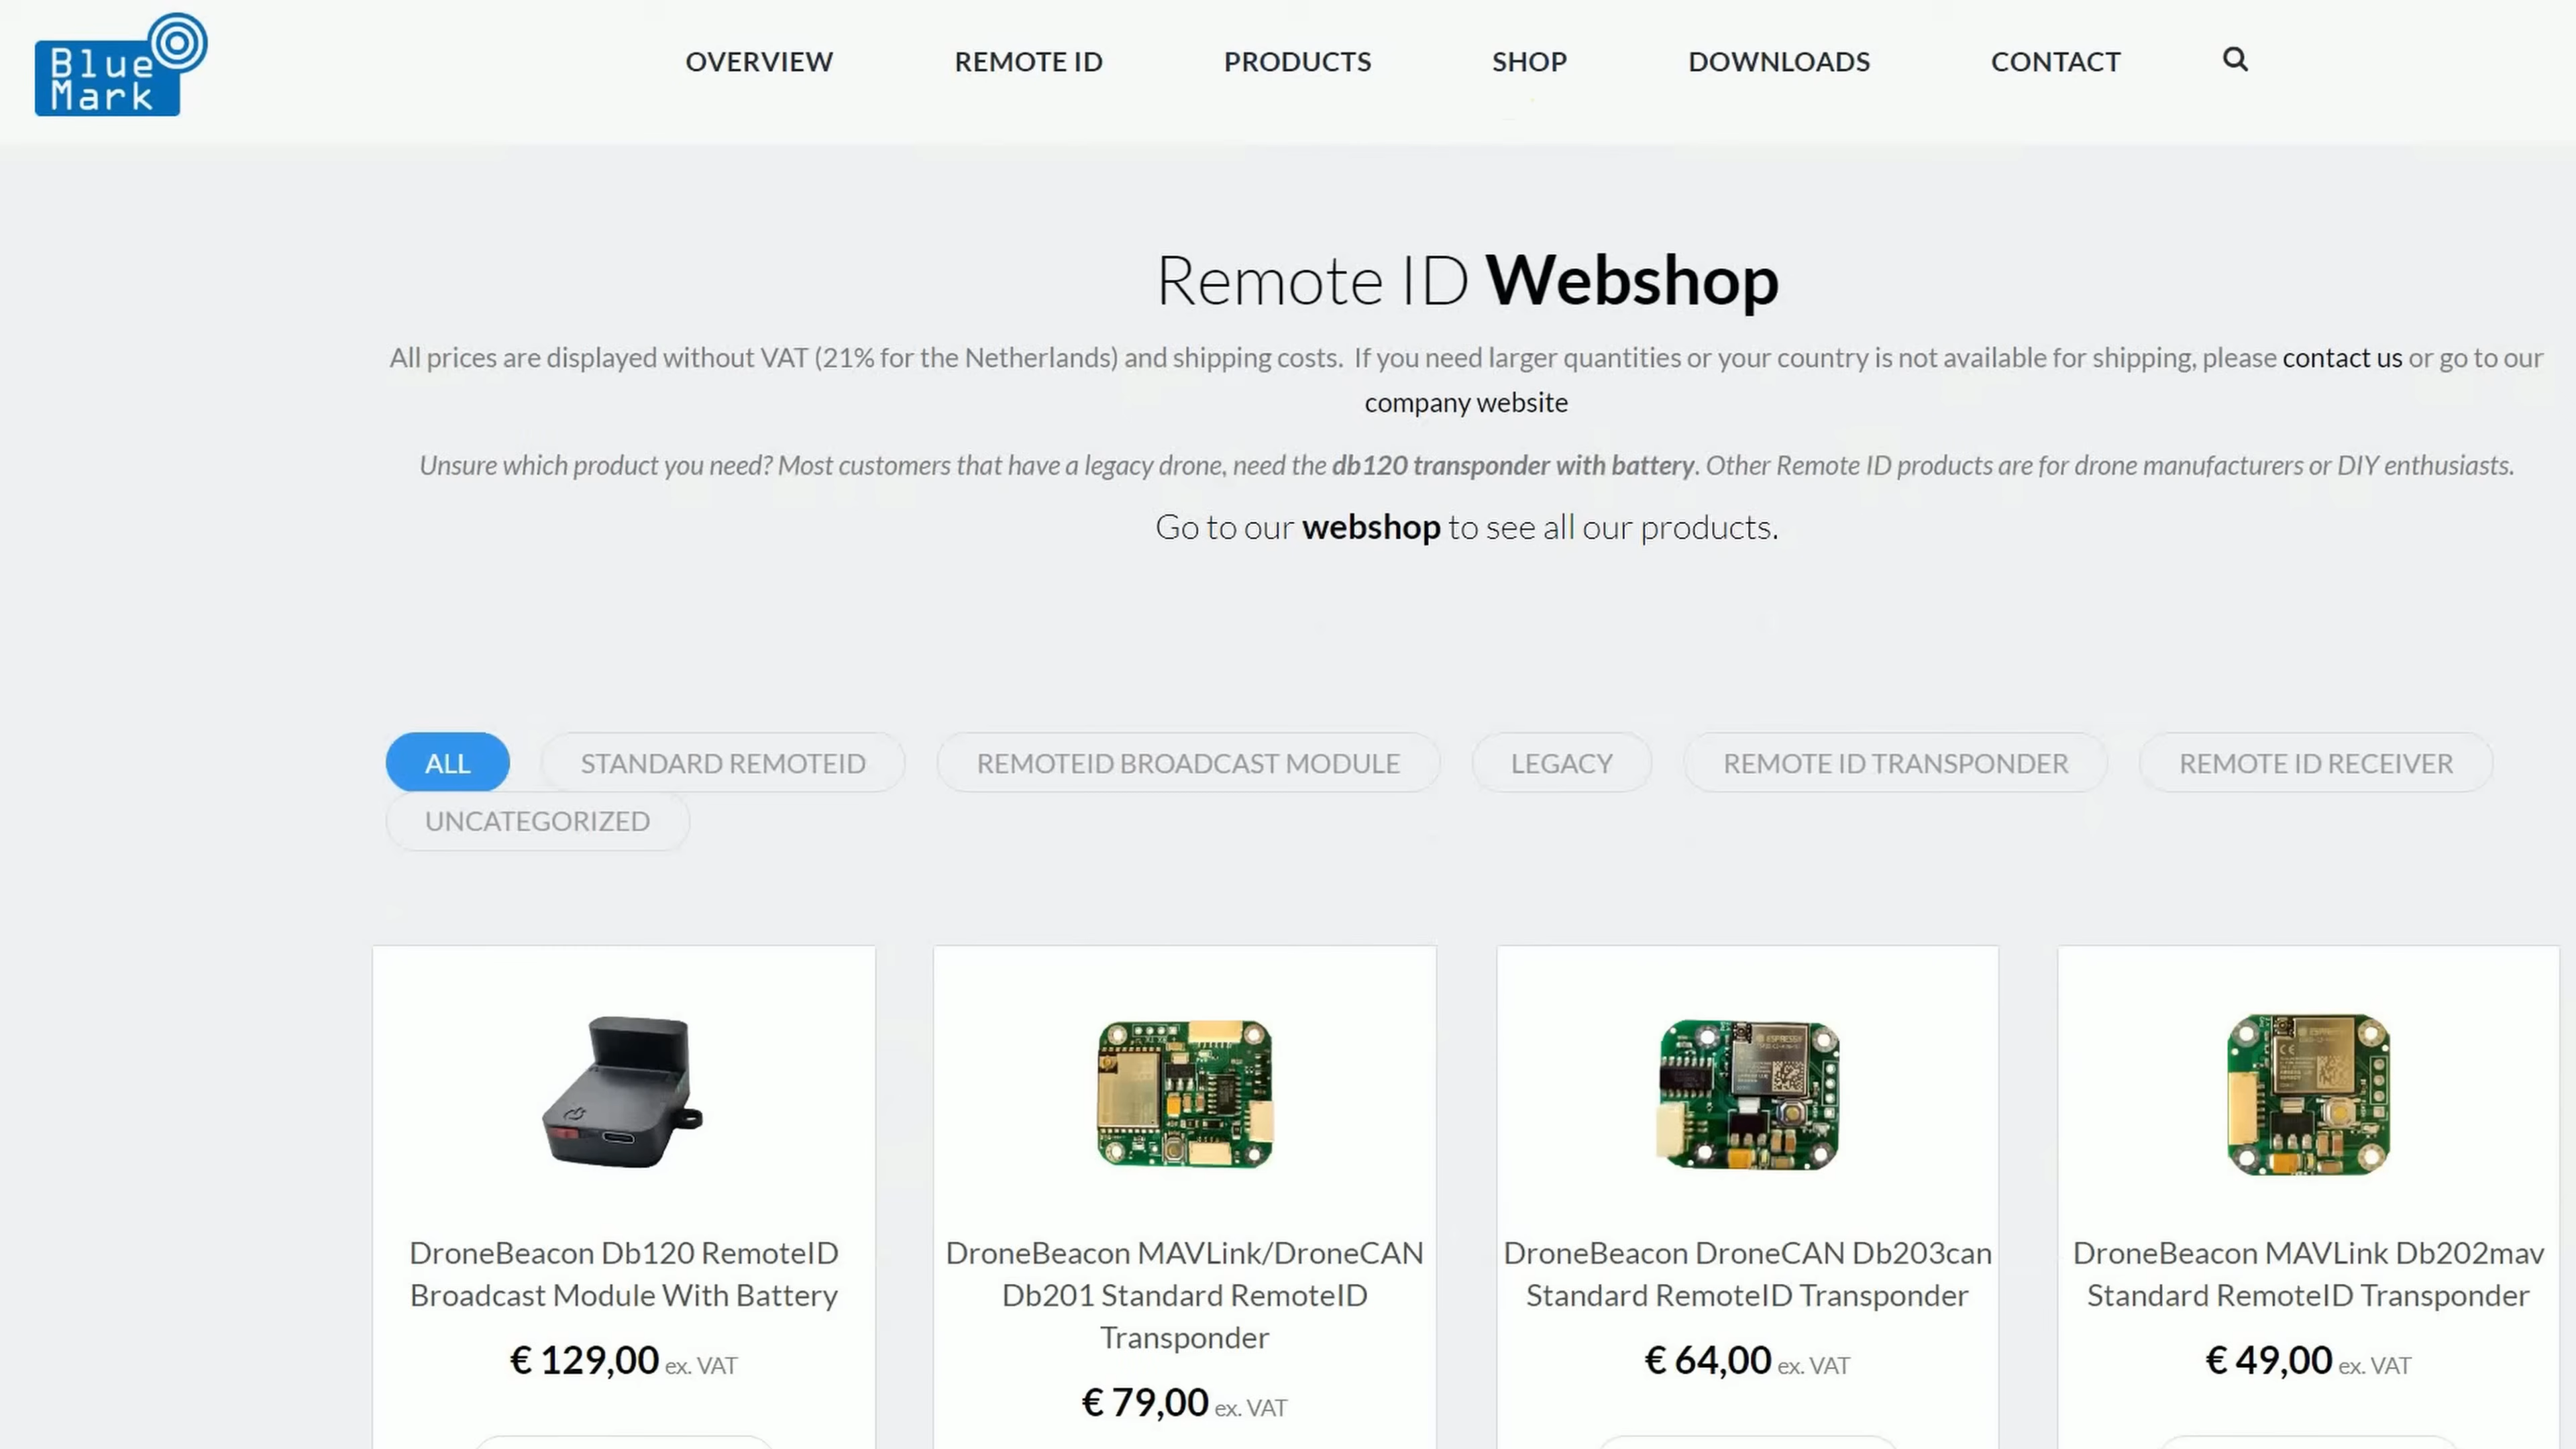 Blue
Mark
OVERVIEW
REMOTE ID
PRODUCTS
SHOP
DOWNLOADS
CONTACT
Remote ID Webshop
All prices are displayed without VAT (21% for the Netherlands) and shipping costs. If you need larger quantities or your country is not available for shipping, please contact us or go to our
company website
Unsure which product you need? Most customers that have a legacy drone, need the db120 transponder with battery. Other Remote ID products are for drone manufacturers or DIY enthusiasts.
Go to our webshop to see all our products.
ALL
STANDARD REMOTEID
REMOTEID BROADCAST MODULE
LEGACY
REMOTE ID TRANSPONDER
REMOTE ID RECEIVER
UNCATEGORIZED
DroneBeacon Db120 RemoteID
Broadcast Module With Battery
€ 129,00 ex. VAT
DroneBeacon MAVLink/DroneCAN
Db201 Standard RemoteID
Transponder
€ 79,00 ex. VAT
DroneBeacon DroneCAN Db203can
Standard RemoteID Transponder
€ 64,00 ex. VAT
DroneBeacon MAVLink Db202mav
Standard RemoteID Transponder
€ 49,00 ex. VAT